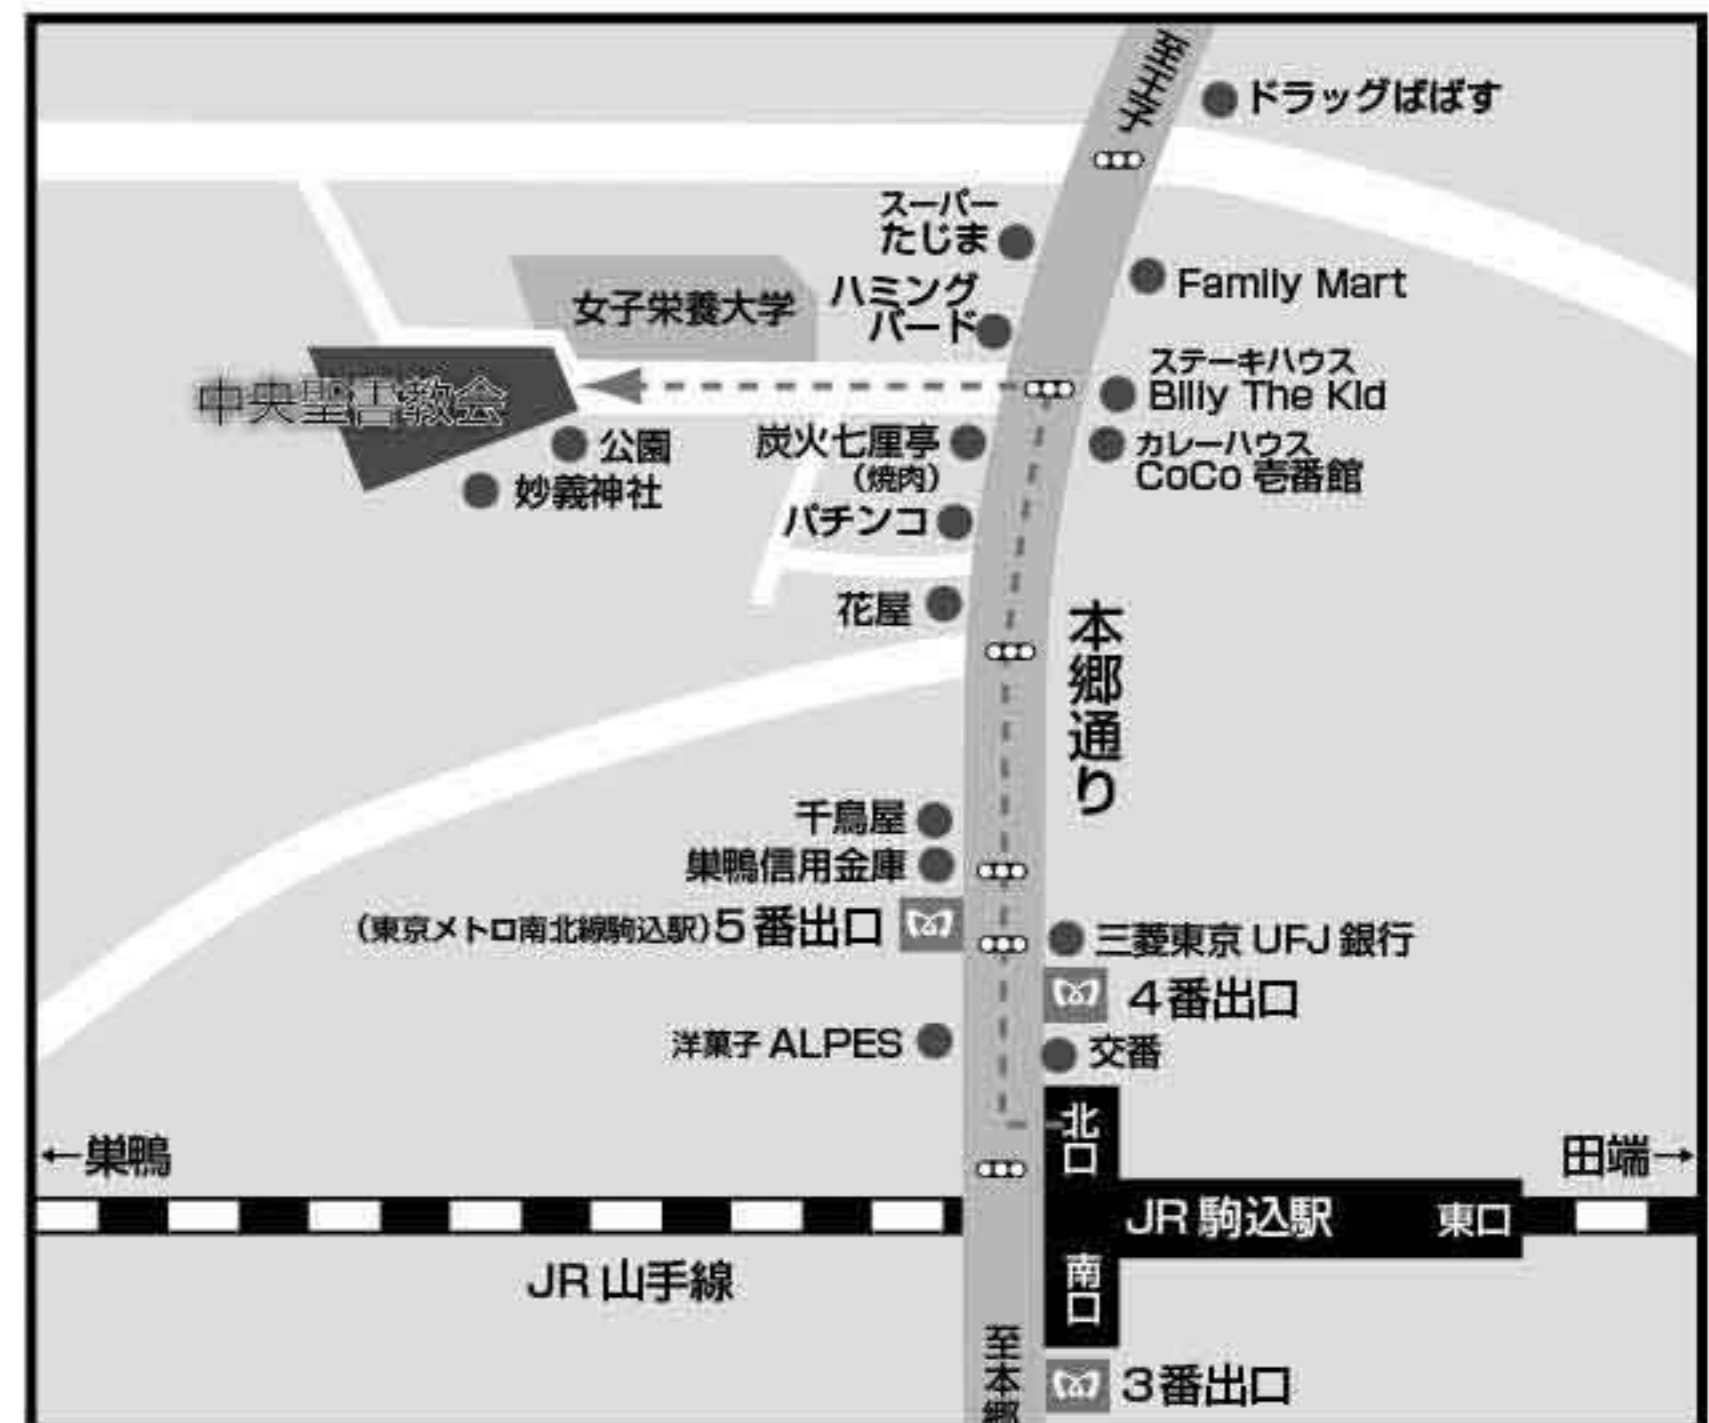 至王子
ドラッグぱぱす
スーパー
たじま
ハミング
バード
Family Mart
女子栄養大学
ステーキハウス
Billy The Kid
中央聖書教会
公園
妙義神社
炭火七厘亭
(焼肉)
カレーハウス
CoCo 壱番館
パチンコ
花屋
本郷通り
千鳥屋
巣鴨信用金庫
(東京メトロ南北線駒込駅)5番出口
三菱東京 UFJ 銀行
4番出口
洋菓子 ALPES
交番
北口
←巣鴨
田端→
JR 駒込駅
東口
JR 山手線
南口
至本郷
3番出口